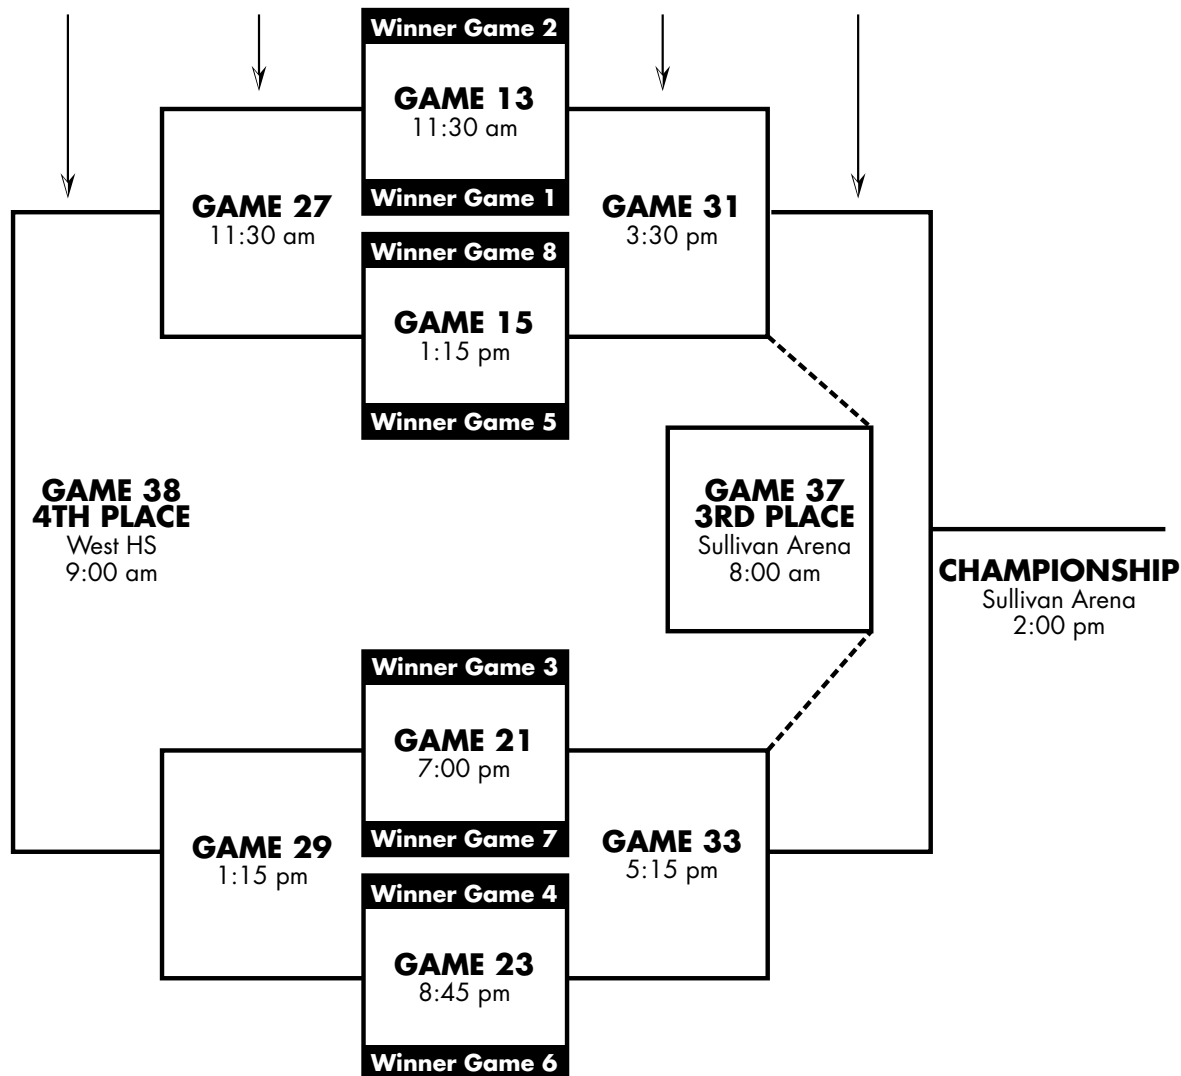 Winner Game 2
GAME 13
11:30 am
Winner Game 1
GAME 27
11:30 am
GAME 31
3:30 pm
Winner Game 8
GAME 15
1:15 pm
Winner Game 5
GAME 38
4TH PLACE
West HS
9:00 am
GAME 37
3RD PLACE
Sullivan Arena
8:00 am
CHAMPIONSHIP
Sullivan Arena
2:00 pm
Winner Game 3
GAME 21
7:00 pm
Winner Game 7
GAME 29
1:15 pm
GAME 33
5:15 pm
Winner Game 4
GAME 23
8:45 pm
Winner Game 6